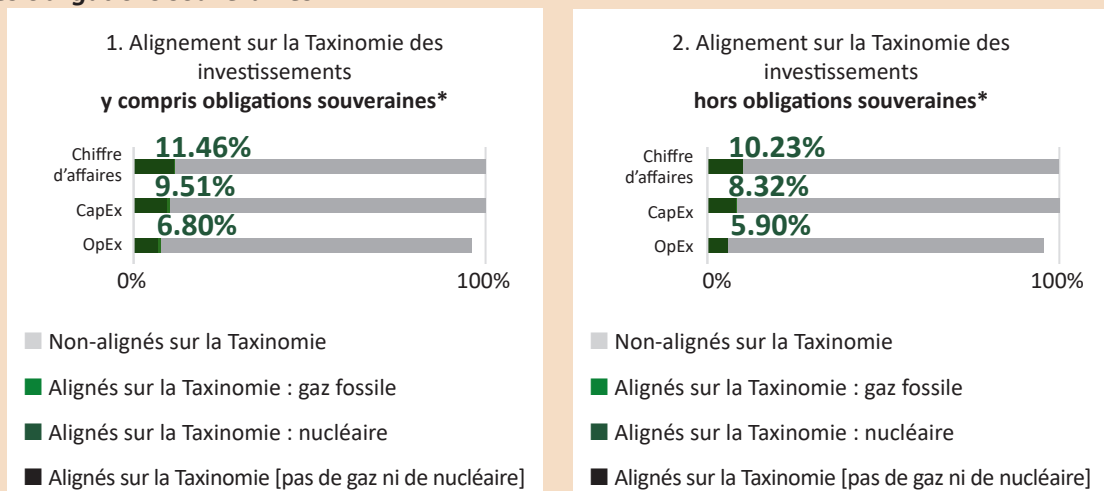 1. Alignement sur la Taxinomie des
investissements
y compris obligations souveraines*
Chiffre
d'affaires
11.46%
CapEx
9.51%
OpEx
6.80%
0%
100%
Non-alignés sur la Taxinomie
Alignés sur la Taxinomie : gaz fossile
Alignés sur la Taxinomie : nucléaire
Alignés sur la Taxinomie [pas de gaz ni de nucléaire]
2. Alignement sur la Taxinomie des
investissements
hors obligations souveraines*
Chiffre
d'affaires
10.23%
CapEx
8.32%
OpEx
5.90%
0%
100%
Non-alignés sur la Taxinomie
Alignés sur la Taxinomie : gaz fossile
Alignés sur la Taxinomie : nucléaire
Alignés sur la Taxinomie [pas de gaz ni de nucléaire]